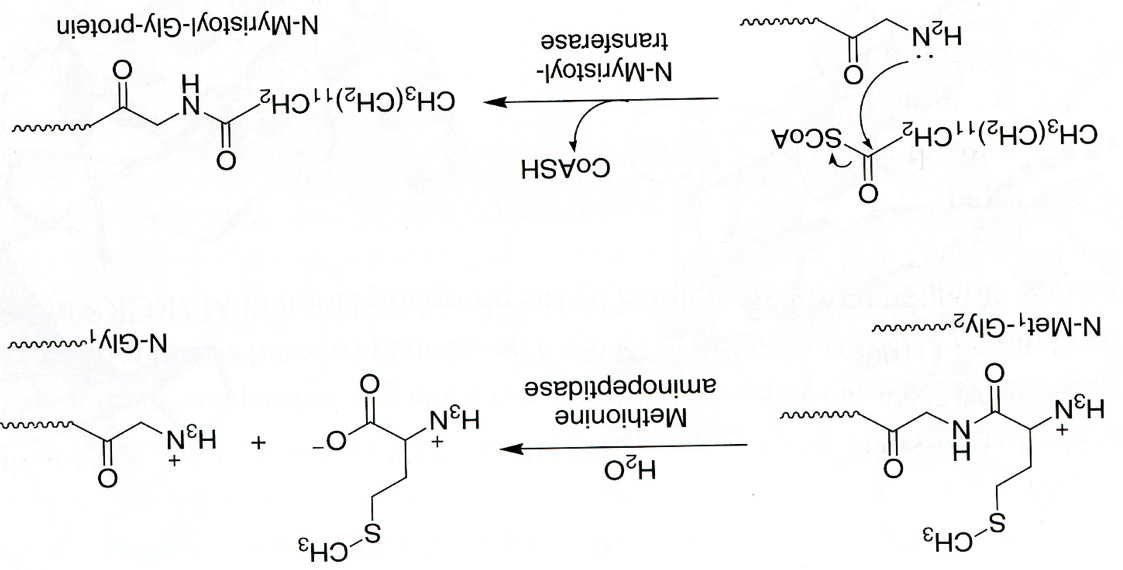 CH₃
S
H₃N
+
H
N
O
O
N-Met₁-Gly₂
H₂O
Methionine
aminopeptidase
CH₃
S
H₃N
+
O⁻
O
+
H₃N
+
O
N-Gly₁
O
CH₃(CH₂)₁₁CH₂
SCoA
H₂N
O
CoASH
N-Myristoyl-
transferase
O
CH₃(CH₂)₁₁CH₂
N
H
O
N-Myristoyl-Gly-protein